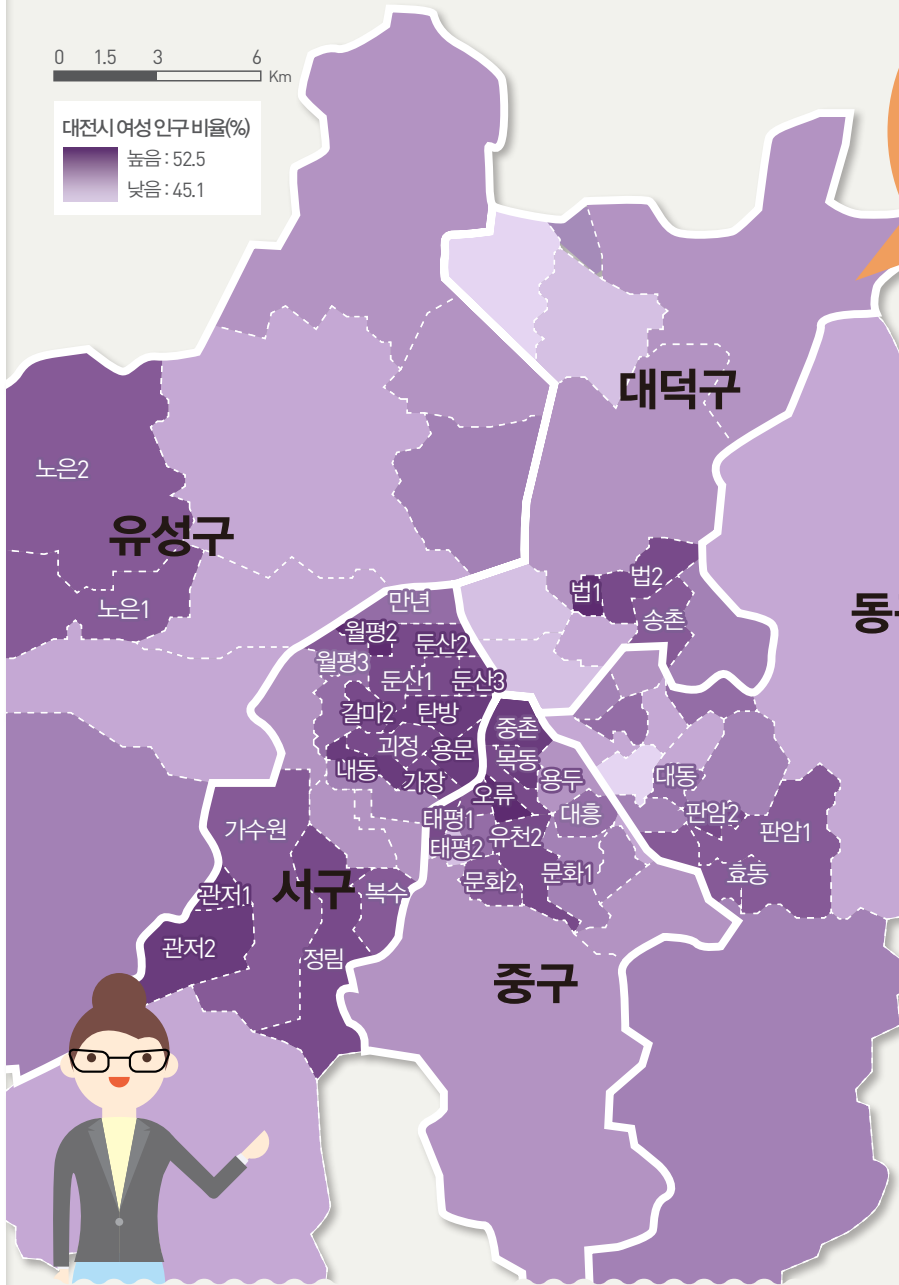 0 1.5 3 6 Km
대전시 여성 인구 비율(%)
높음 : 52.5
낮음 : 45.1
대덕구
노은2
유성구
노은1
법1
법2
송촌
만년
월평2
둔산2
월평3
둔산1
둔산3
갈마2
탄방
괴정
용문
내동
가장
중촌
목동
용두
오류
대흥
태평1
유천2
태평2
문화1
문화2
대동
판암2
판암1
효동
가수원
관저1
서구
복수
관저2
정림
중구